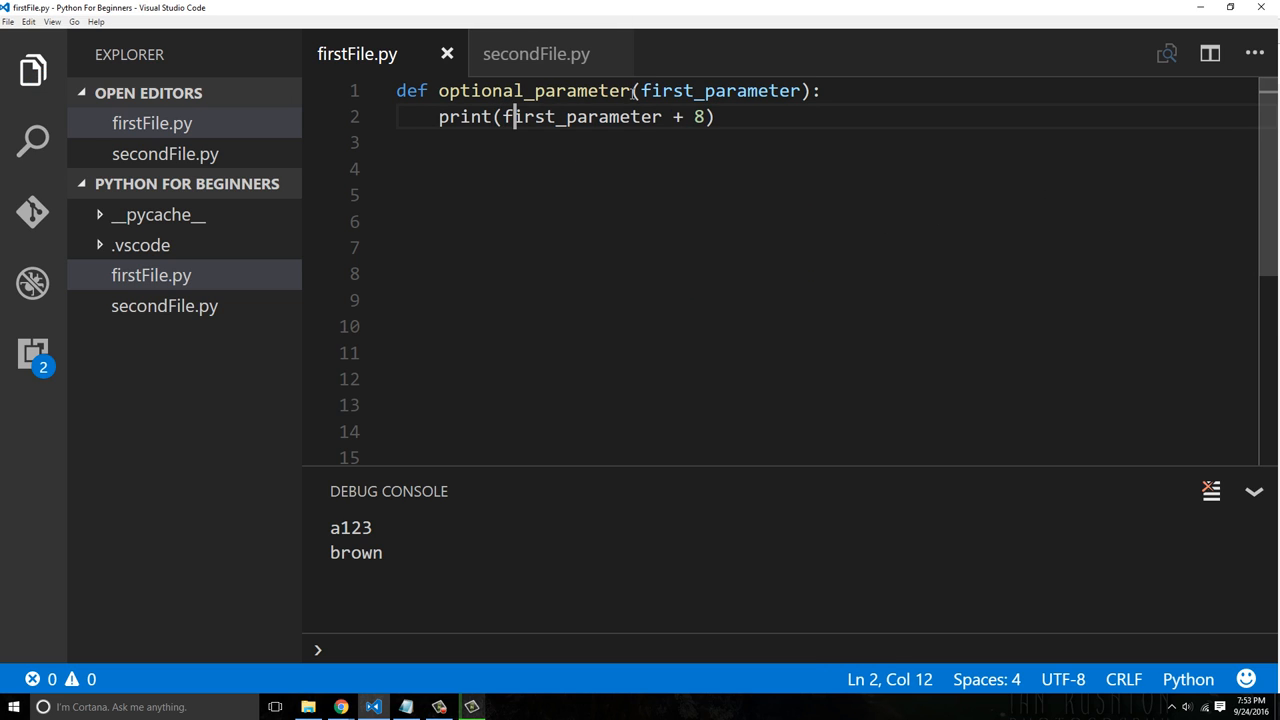 firstFile.py - Python For Beginners - Visual Studio Code
File Edit View Go Help
EXPLORER
OPEN EDITORS
firstFile.py
secondFile.py
PYTHON FOR BEGINNERS
__pycache__
.vscode
firstFile.py
secondFile.py
2
firstFile.py secondFile.py
1 def optional_parameter(first_parameter):
2 print(first_parameter + 8)
3
4
5
6
7
8
9
10
11
12
13
14
15
DEBUG CONSOLE
a123
brown
0 0 Ln 2, Col 12 Spaces: 4 UTF-8 CRLF Python
I'm Cortana. Ask me anything.
7:53 PM
9/24/2016